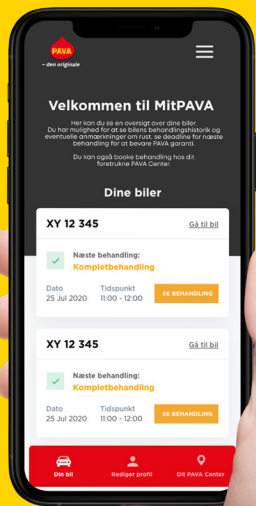 PAVA
- den originale
Velkommen til MitPAVA
Her kan du se en oversigt over dine biler.
Du har mulighed for at se bilens behandlingshistorik og
eventuelle anmærkninger om rust, se deadline for næste
behandling for at bevare PAVA garanti.
Du kan også booke behandling hos dit
foretrukne PAVA Center.
Dine biler
XY 12 345 Gå til bil
Næste behandling:
Kompletbehandling
Dato Tidspunkt
25 Jul 2020 11:00 - 12:00 SE BEHANDLING
XY 12 345 Gå til bil
Næste behandling:
Kompletbehandling
Dato Tidspunkt
25 Jul 2020 11:00 - 12:00 SE BEHANDLING
Din bil Rediger profil Dit PAVA Center